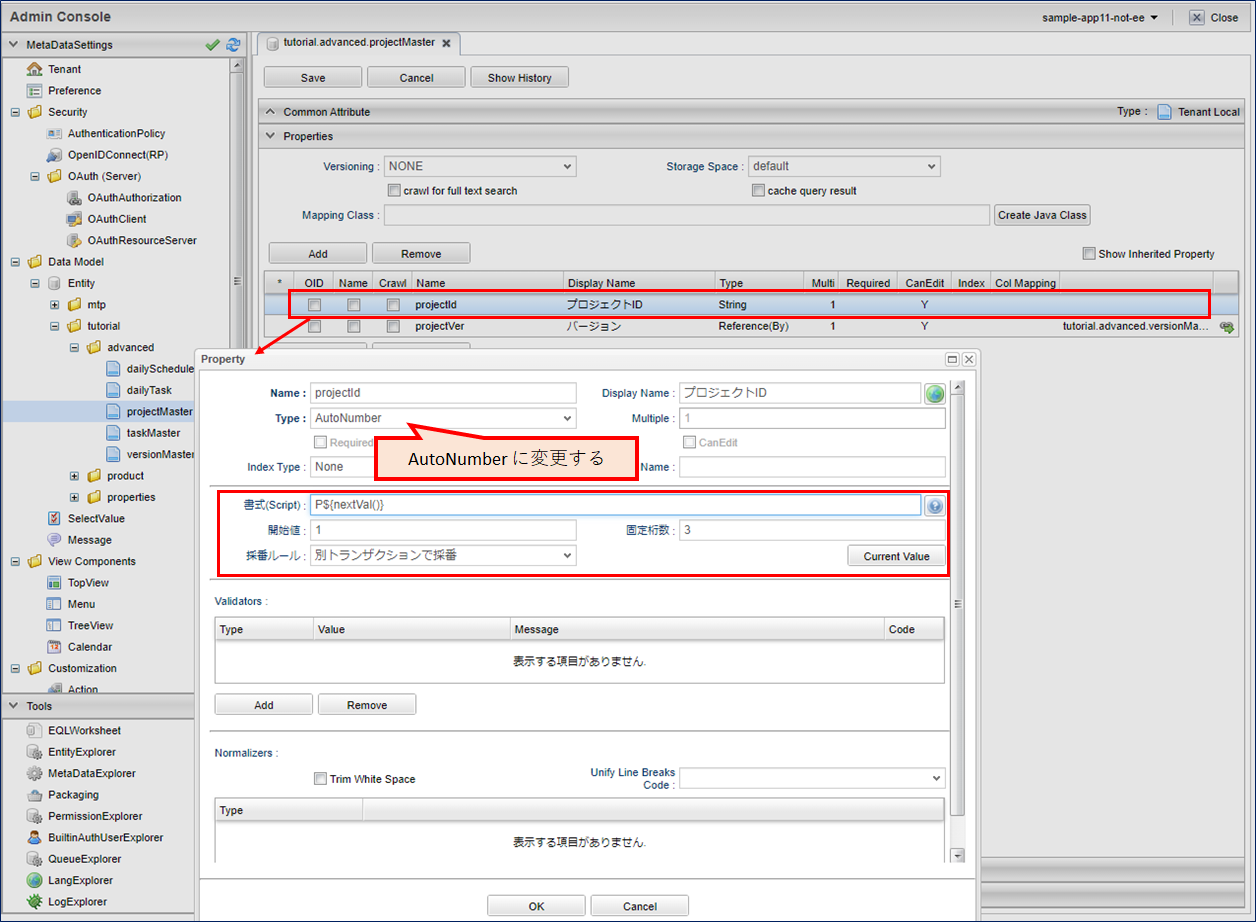 Admin Console
sample-app11-not-ee
Close
MetaDataSettings
Tenant
Preference
Security
AuthenticationPolicy
OpenIDConnect(RP)
OAuth (Server)
OAuthAuthorization
OAuthClient
OAuthResourceServer
Data Model
Entity
mtp
tutorial
advanced
dailySchedule
dailyTask
projectMaster
taskMaster
versionMaster
product
properties
SelectValue
Message
View Components
TopView
Menu
TreeView
Calendar
Customization
Action
Tools
EQLWorksheet
EntityExplorer
MetaDataExplorer
Packaging
PermissionExplorer
BuiltinAuthUserExplorer
QueueExplorer
LangExplorer
LogExplorer
tutorial.advanced.projectMaster
Save Cancel Show History
Common Attribute Type : Tenant Local
Properties
Versioning : NONE Storage Space : default
crawl for full text search cache query result
Mapping Class : Create Java Class
Add Remove Show Inherited Property
* OID Name Crawl Name Display Name Type Multi Required CanEdit Index Col Mapping
projectId プロジェクトID String 1 Y
projectVer バージョン Reference(By) 1 Y tutorial.advanced.versionMa...
Property
Name : projectId Display Name : プロジェクトID
Type : AutoNumber Multiple : 1
Required CanEdit
AutoNumber に変更する
Index Type : None Name :
書式(Script) : P${nextVal()}
開始値 : 1 固定桁数 : 3
採番ルール : 別トランザクションで採番 Current Value
Validators :
Type Value Message Code
表示する項目がありません.
Add Remove
Normalizers :
Trim White Space Unify Line Breaks
Code :
Type
表示する項目がありません.
OK Cancel